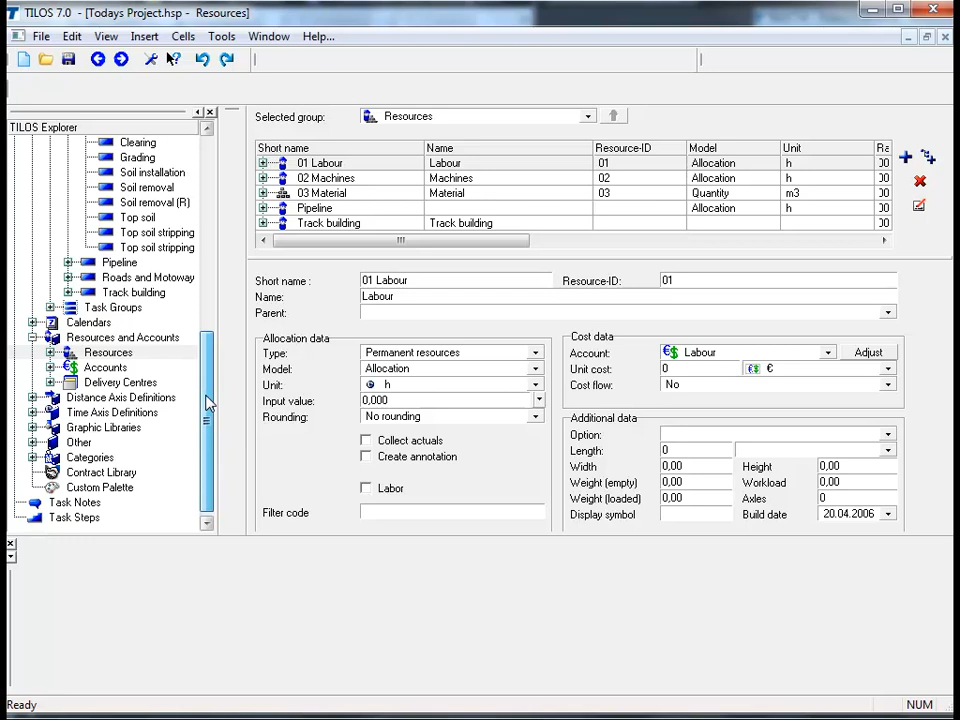 TILOS 7.0 - [Todays Project.hsp - Resources]
File Edit View Insert Cells Tools Window Help...
TILOS Explorer
Clearing
Grading
Soil installation
Soil removal
Soil removal (R)
Top soil
Top soil stripping
Top soil stripping
Pipeline
Roads and Motoway
Track building
Task Groups
Calendars
Resources and Accounts
Resources
Accounts
Delivery Centres
Distance Axis Definitions
Time Axis Definitions
Graphic Libraries
Other
Categories
Contract Library
Custom Palette
Task Notes
Task Steps
Selected group: Resources
Short name Name Resource-ID Model Unit Ra
01 Labour Labour 01 Allocation h 00
02 Machines Machines 02 Allocation h 00
03 Material Material 03 Quantity m3 00
Pipeline Allocation h 00
Track building Track building 00
Short name : 01 Labour Resource-ID: 01
Name: Labour
Parent:
Allocation data
Type: Permanent resources
Model: Allocation
Unit: h
Input value: 0,000
Rounding: No rounding
Collect actuals
Create annotation
Labor
Filter code
Cost data
Account: €$ Labour Adjust
Unit cost: 0 €$ €
Cost flow: No
Additional data
Option:
Length: 0
Width 0,00 Height 0,00
Weight (empty) 0,00 Workload 0,00
Weight (loaded) 0,00 Axles 0
Display symbol Build date 20.04.2006
Ready NUM